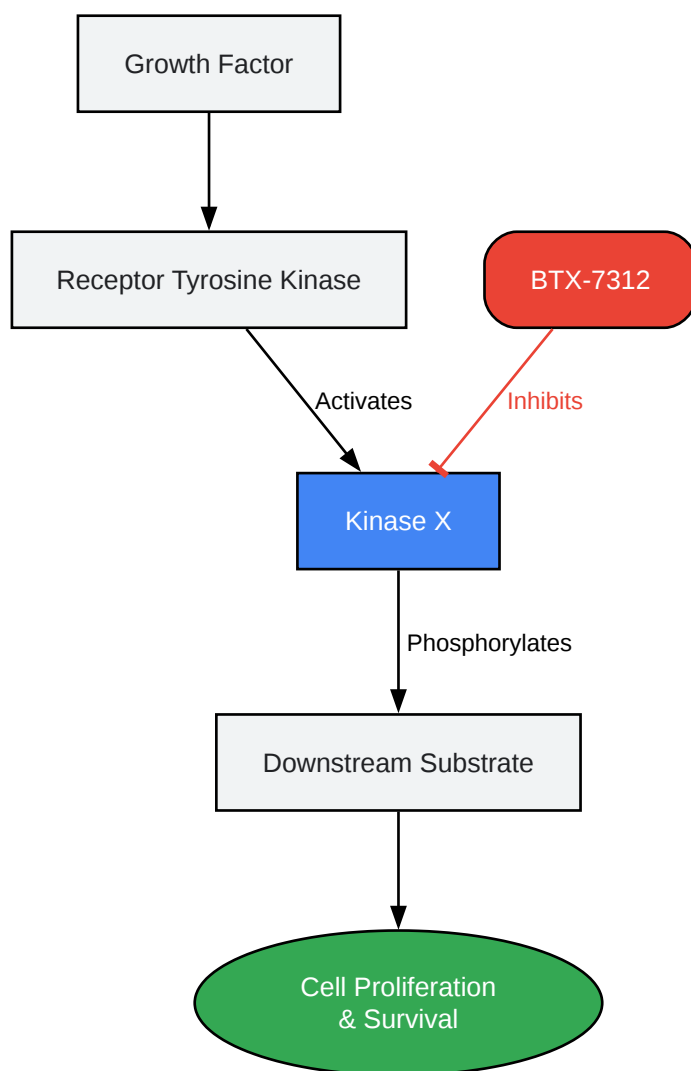 Growth Factor
Receptor Tyrosine Kinase
BTX-7312
Activates
Inhibits
Kinase X
Phosphorylates
Downstream Substrate
Cell Proliferation
& Survival